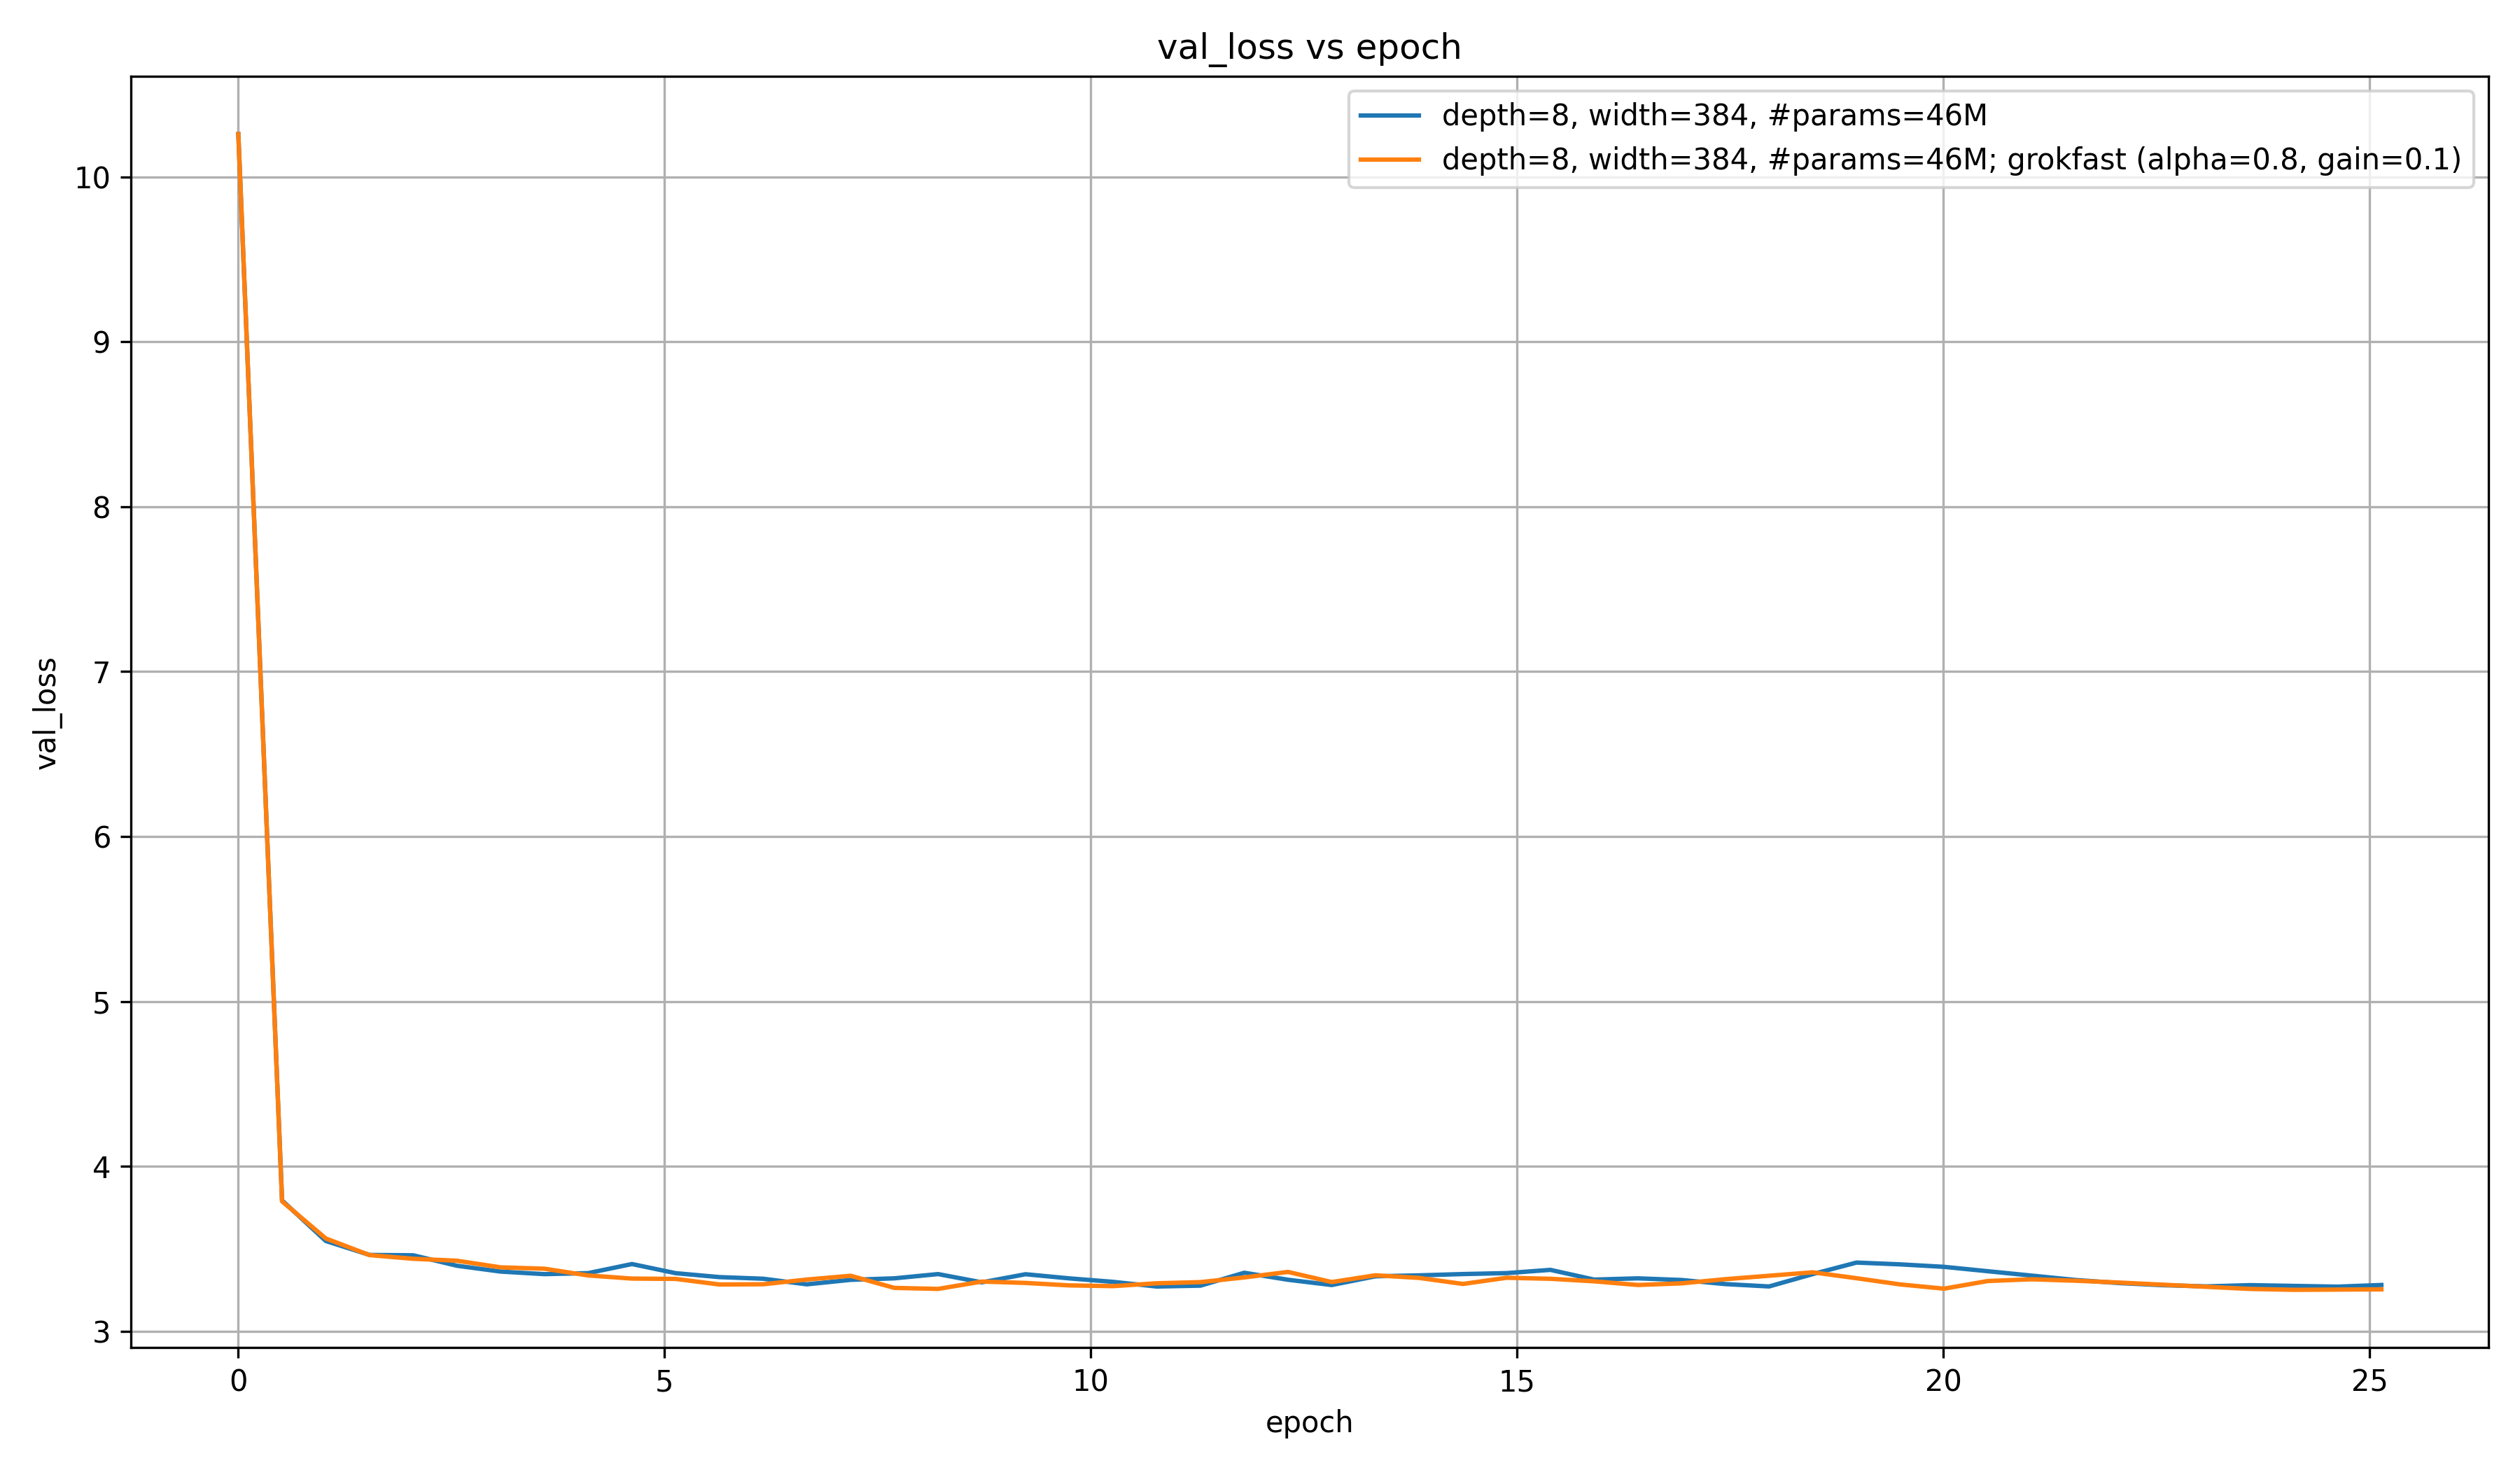 val_loss vs epoch
depth=8, width=384, #params=46M
depth=8, width=384, #params=46M; grokfast (alpha=0.8, gain=0.1)
10
9
8
7
6
5
4
3
val_loss
0 5 10 15 20 25
epoch